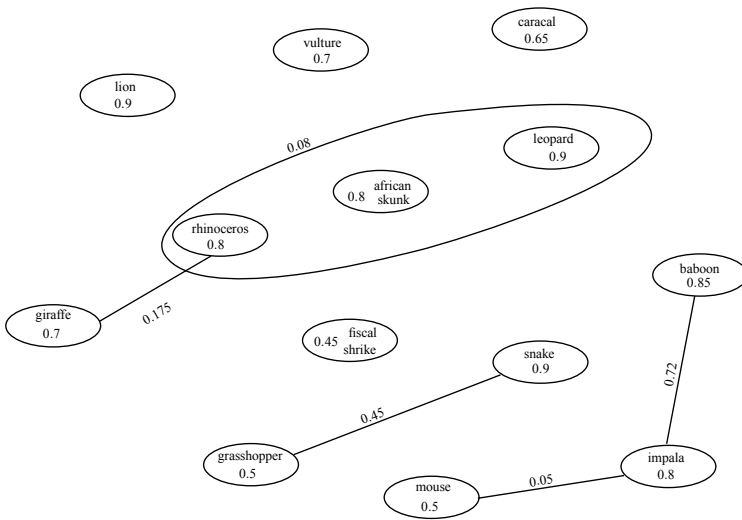 caracal
0.65
vulture
0.7
lion
0.9
0.08
leopard
0.9
african
0.8 skunk
rhinoceros
0.8
baboon
0.85
0.175
giraffe
0.7
fiscal
0.45 shrike
snake
0.9
0.72
0.45
grasshopper
0.5
impala
0.8
0.05
mouse
0.5